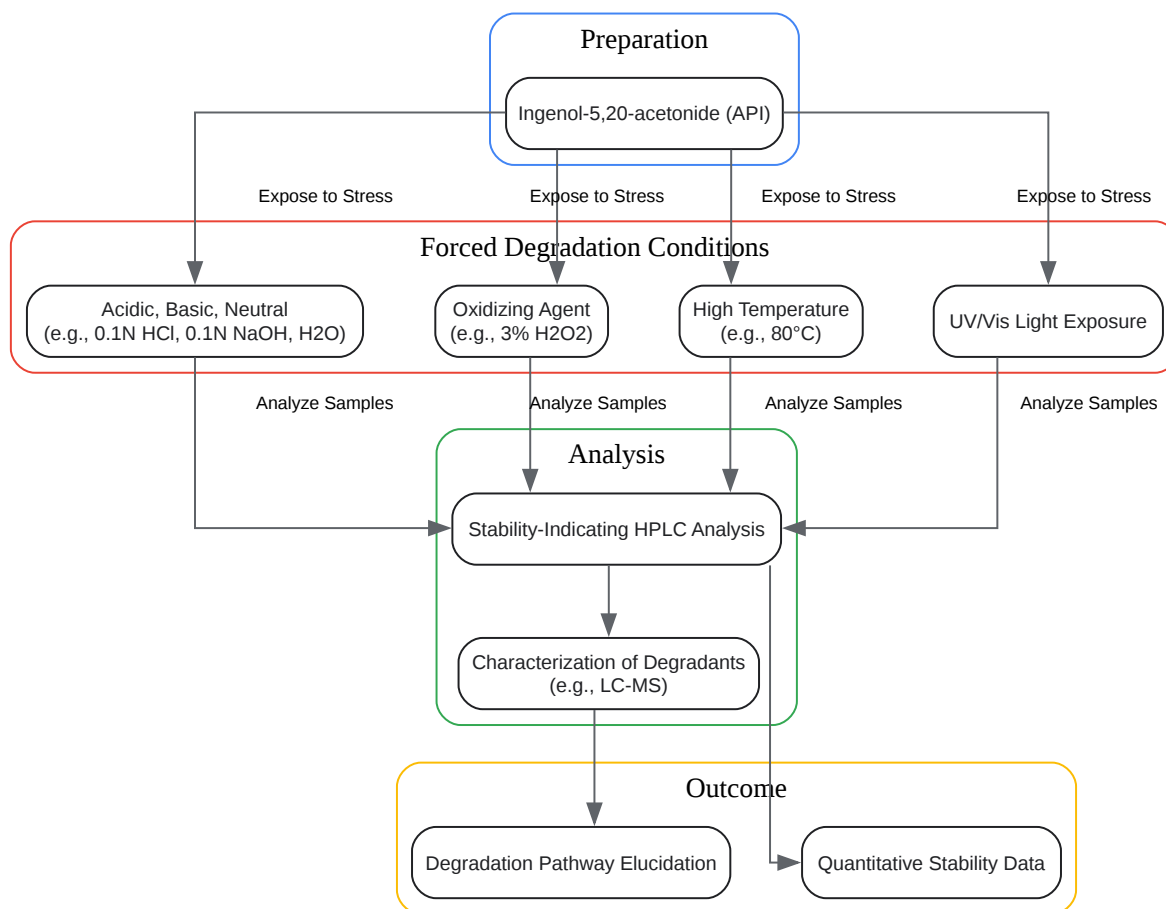 Preparation
Ingenol-5,20-acetonide (API)
Expose to Stress
Expose to Stress
Expose to Stress
Expose to Stress
Forced Degradation Conditions
Acidic, Basic, Neutral
(e.g., 0.1N HCl, 0.1N NaOH, H2O)
Oxidizing Agent
(e.g., 3% H2O2)
High Temperature
(e.g., 80°C)
UV/Vis Light Exposure
Analyze Samples
Analyze Samples
Analyze Samples
Analyze Samples
Analysis
Stability-Indicating HPLC Analysis
Characterization of Degradants
(e.g., LC-MS)
Outcome
Degradation Pathway Elucidation
Quantitative Stability Data